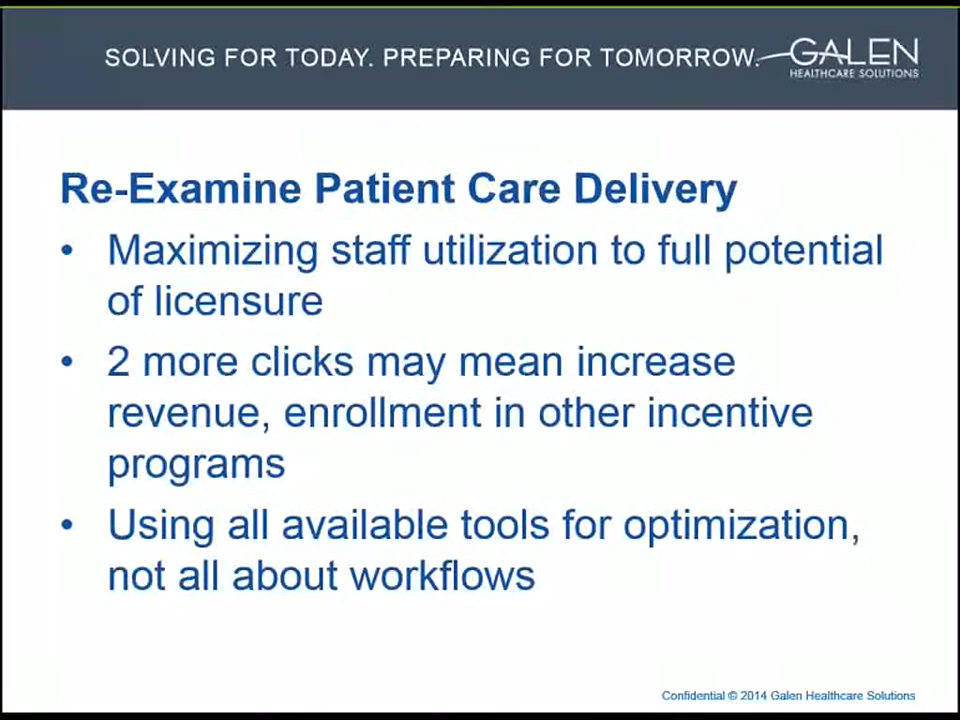 SOLVING FOR TODAY. PREPARING FOR TOMORROW.
GALEN
HEALTHCARE SOLUTIONS
Re-Examine Patient Care Delivery
• Maximizing staff utilization to full potential
of licensure
• 2 more clicks may mean increase
revenue, enrollment in other incentive
programs
• Using all available tools for optimization,
not all about workflows
Confidential © 2014 Galen Healthcare Solutions